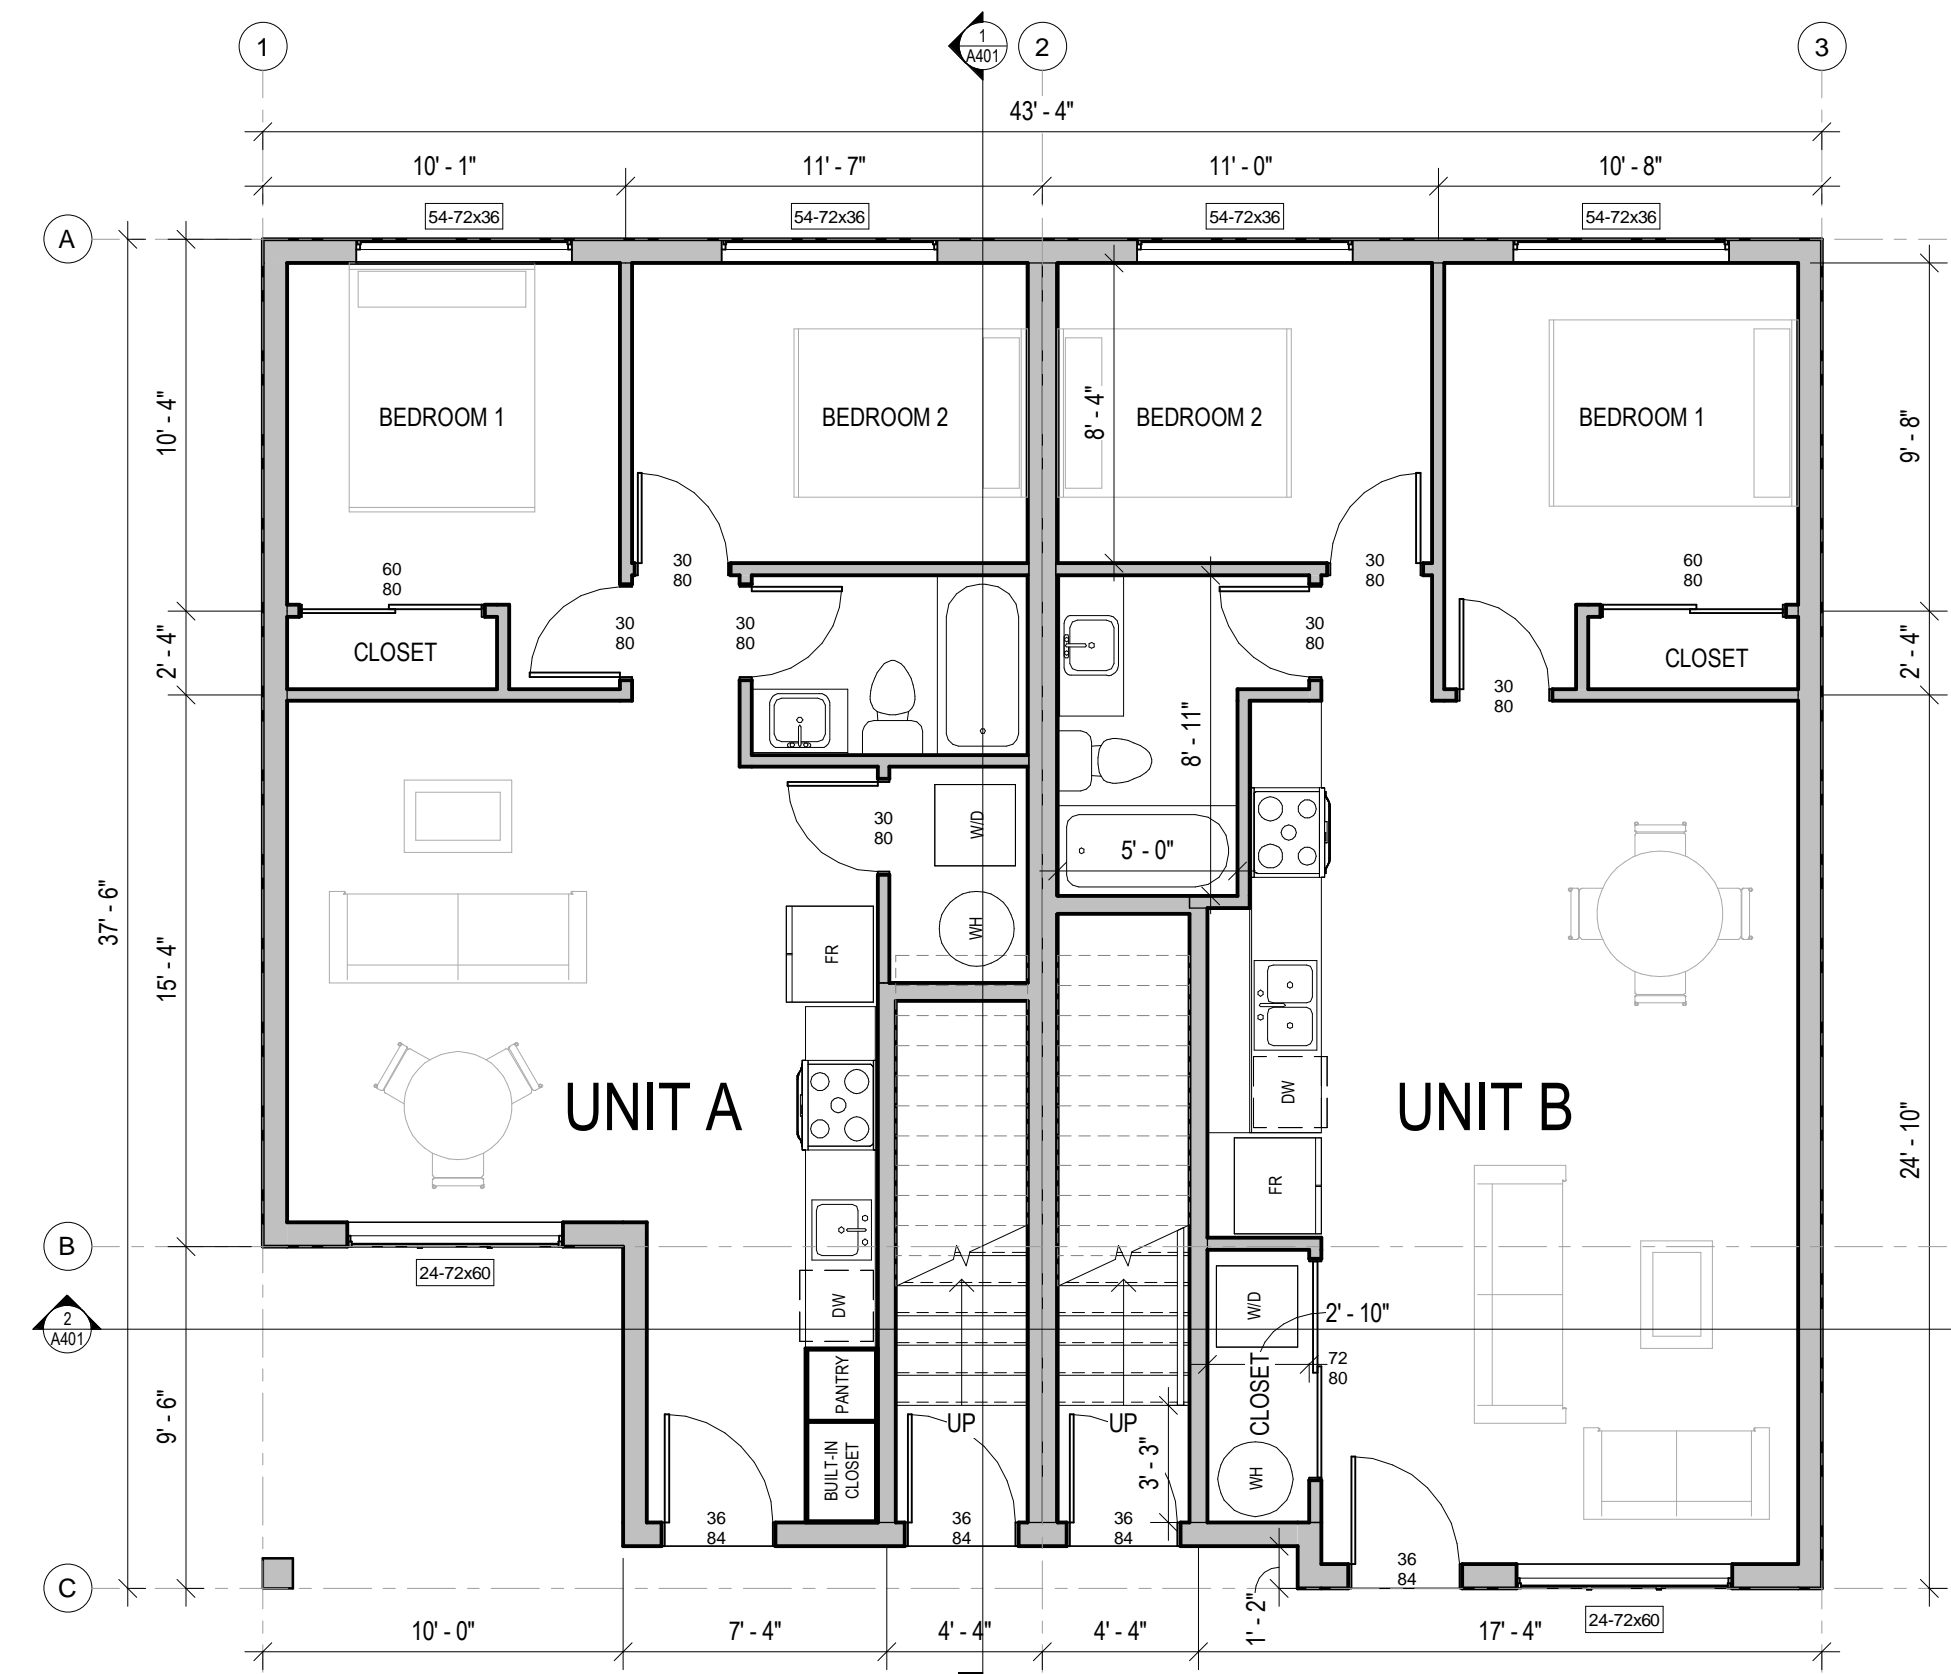 1
1
A401
2
3
43' - 4"
10' - 1"
11' - 7"
11' - 0"
10' - 8"
54-72x36
54-72x36
54-72x36
54-72x36
A
BEDROOM 1
BEDROOM 2
BEDROOM 2
BEDROOM 1
10' - 4"
8' - 4"
9' - 8"
60
80
30
80
30
80
60
80
30
80
30
80
30
80
30
80
2' - 4"
CLOSET
CLOSET
2' - 4"
8' - 11"
30
80
W/D
5' - 0"
37' - 6"
15' - 4"
FR
WH
UNIT A
UNIT B
DW
24' - 10"
FR
B
24-72x60
DW
W/D
2' - 10"
2
A401
PANTRY
CLOSET
72
80
9' - 6"
UP
UP
BUILT-IN
CLOSET
3' - 3"
WH
36
84
36
84
36
84
36
84
C
1' - 2"
24-72x60
10' - 0"
7' - 4"
4' - 4"
4' - 4"
17' - 4"